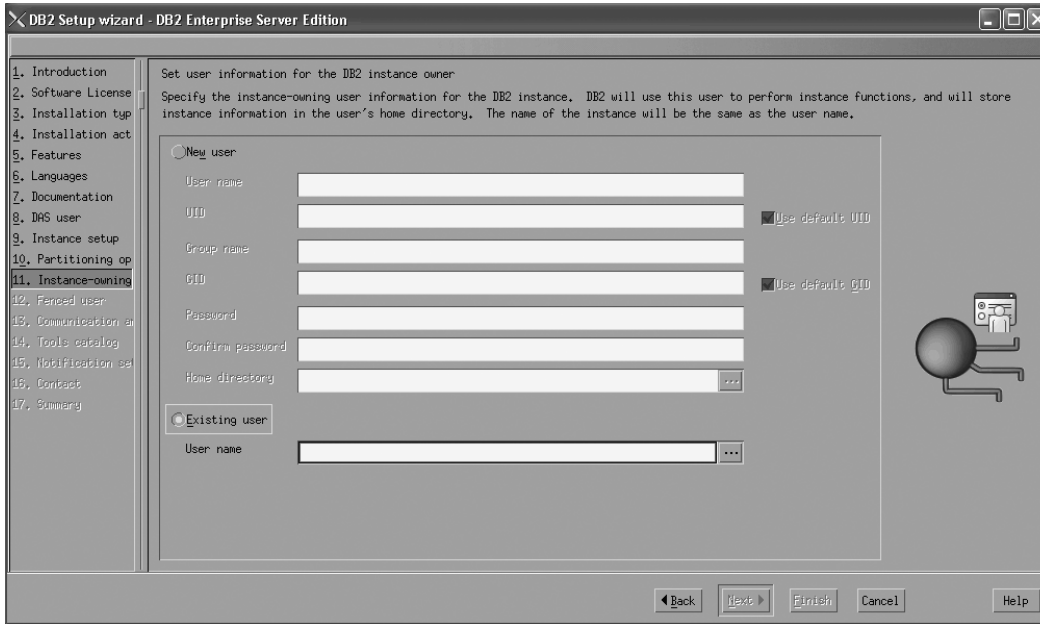 DB2 Setup wizard - DB2 Enterprise Server Edition
1. Introduction
2. Software License
3. Installation typ
4. Installation act
5. Features
6. Languages
7. Documentation
8. DAS user
9. Instance setup
10. Partitioning op
11. Instance-owning
12. Fenced user
13. Communication an
14. Tools catalog
15. Notification set
16. Contact
17. Summary
Set user information for the DB2 instance owner
Specify the instance-owning user information for the DB2 instance. DB2 will use this user to perform instance functions, and will store
instance information in the user's home directory. The name of the instance will be the same as the user name.
New user
User name
UID
Use default UID
Group name
GID
Use default GID
Password
Confirm password
Home directory
...
Existing user
User name
...
Back
Next
Finish
Cancel
Help